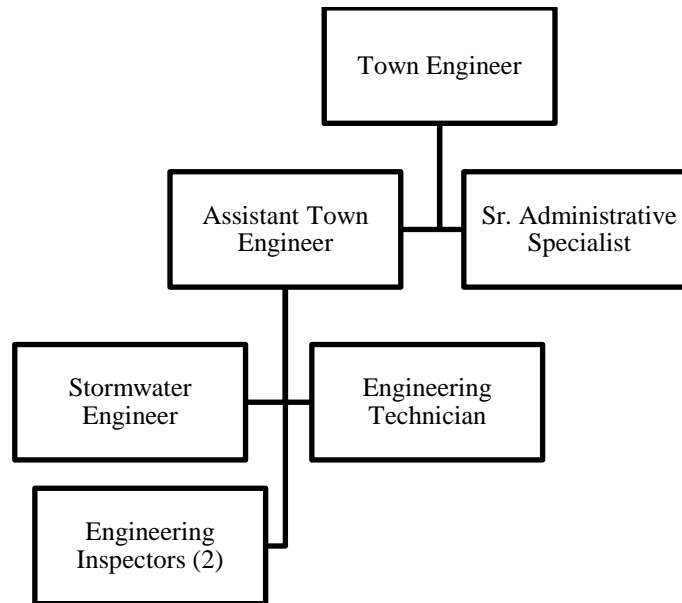 Town Engineer
Assistant Town
Engineer
Sr. Administrative
Specialist
Stormwater
Engineer
Engineering
Technician
Engineering
Inspectors (2)